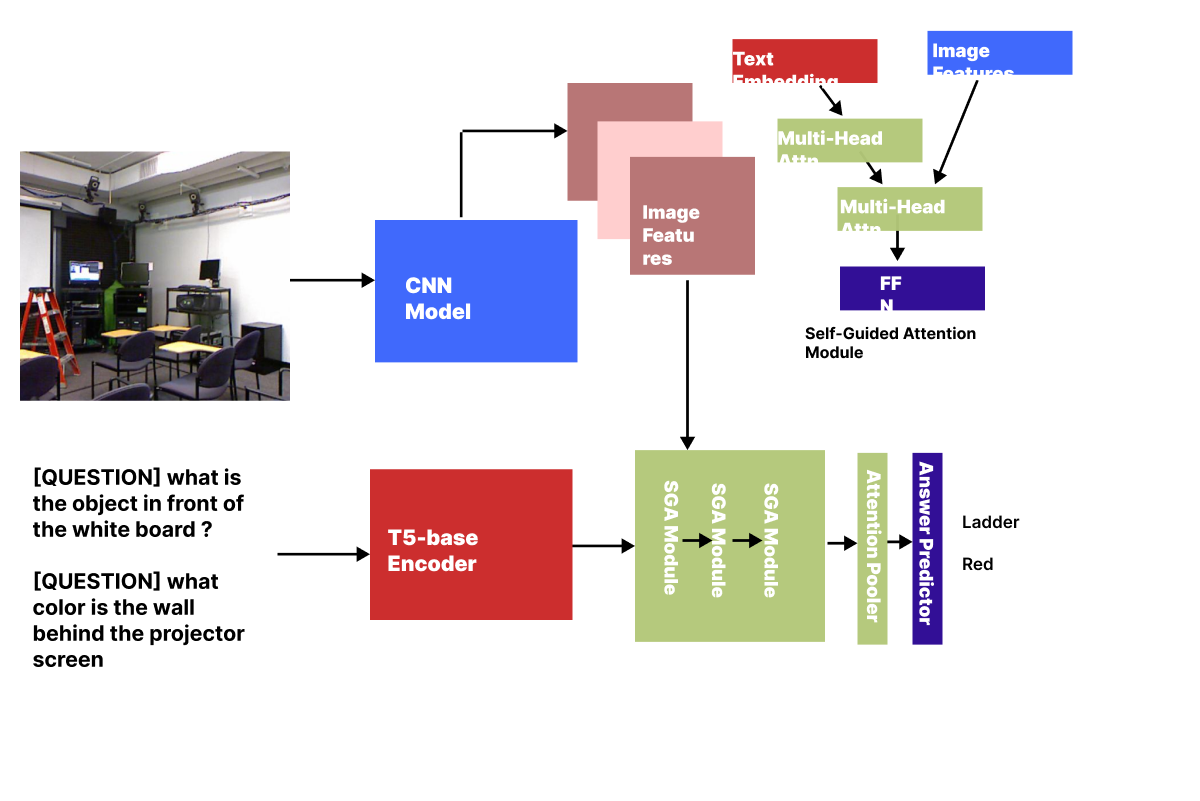 Text
Embedding
Image
Features
Multi-Head
Attn
Multi-Head
Attn
FF
N
Self-Guided Attention
Module
Image
Featu
res
CNN
Model
[QUESTION] what is
the object in front of
the white board ?
[QUESTION] what
color is the wall
behind the projector
screen
T5-base
Encoder
SGA Module
SGA Module
SGA Module
Attention Pooler
Answer Predictor
Ladder
Red